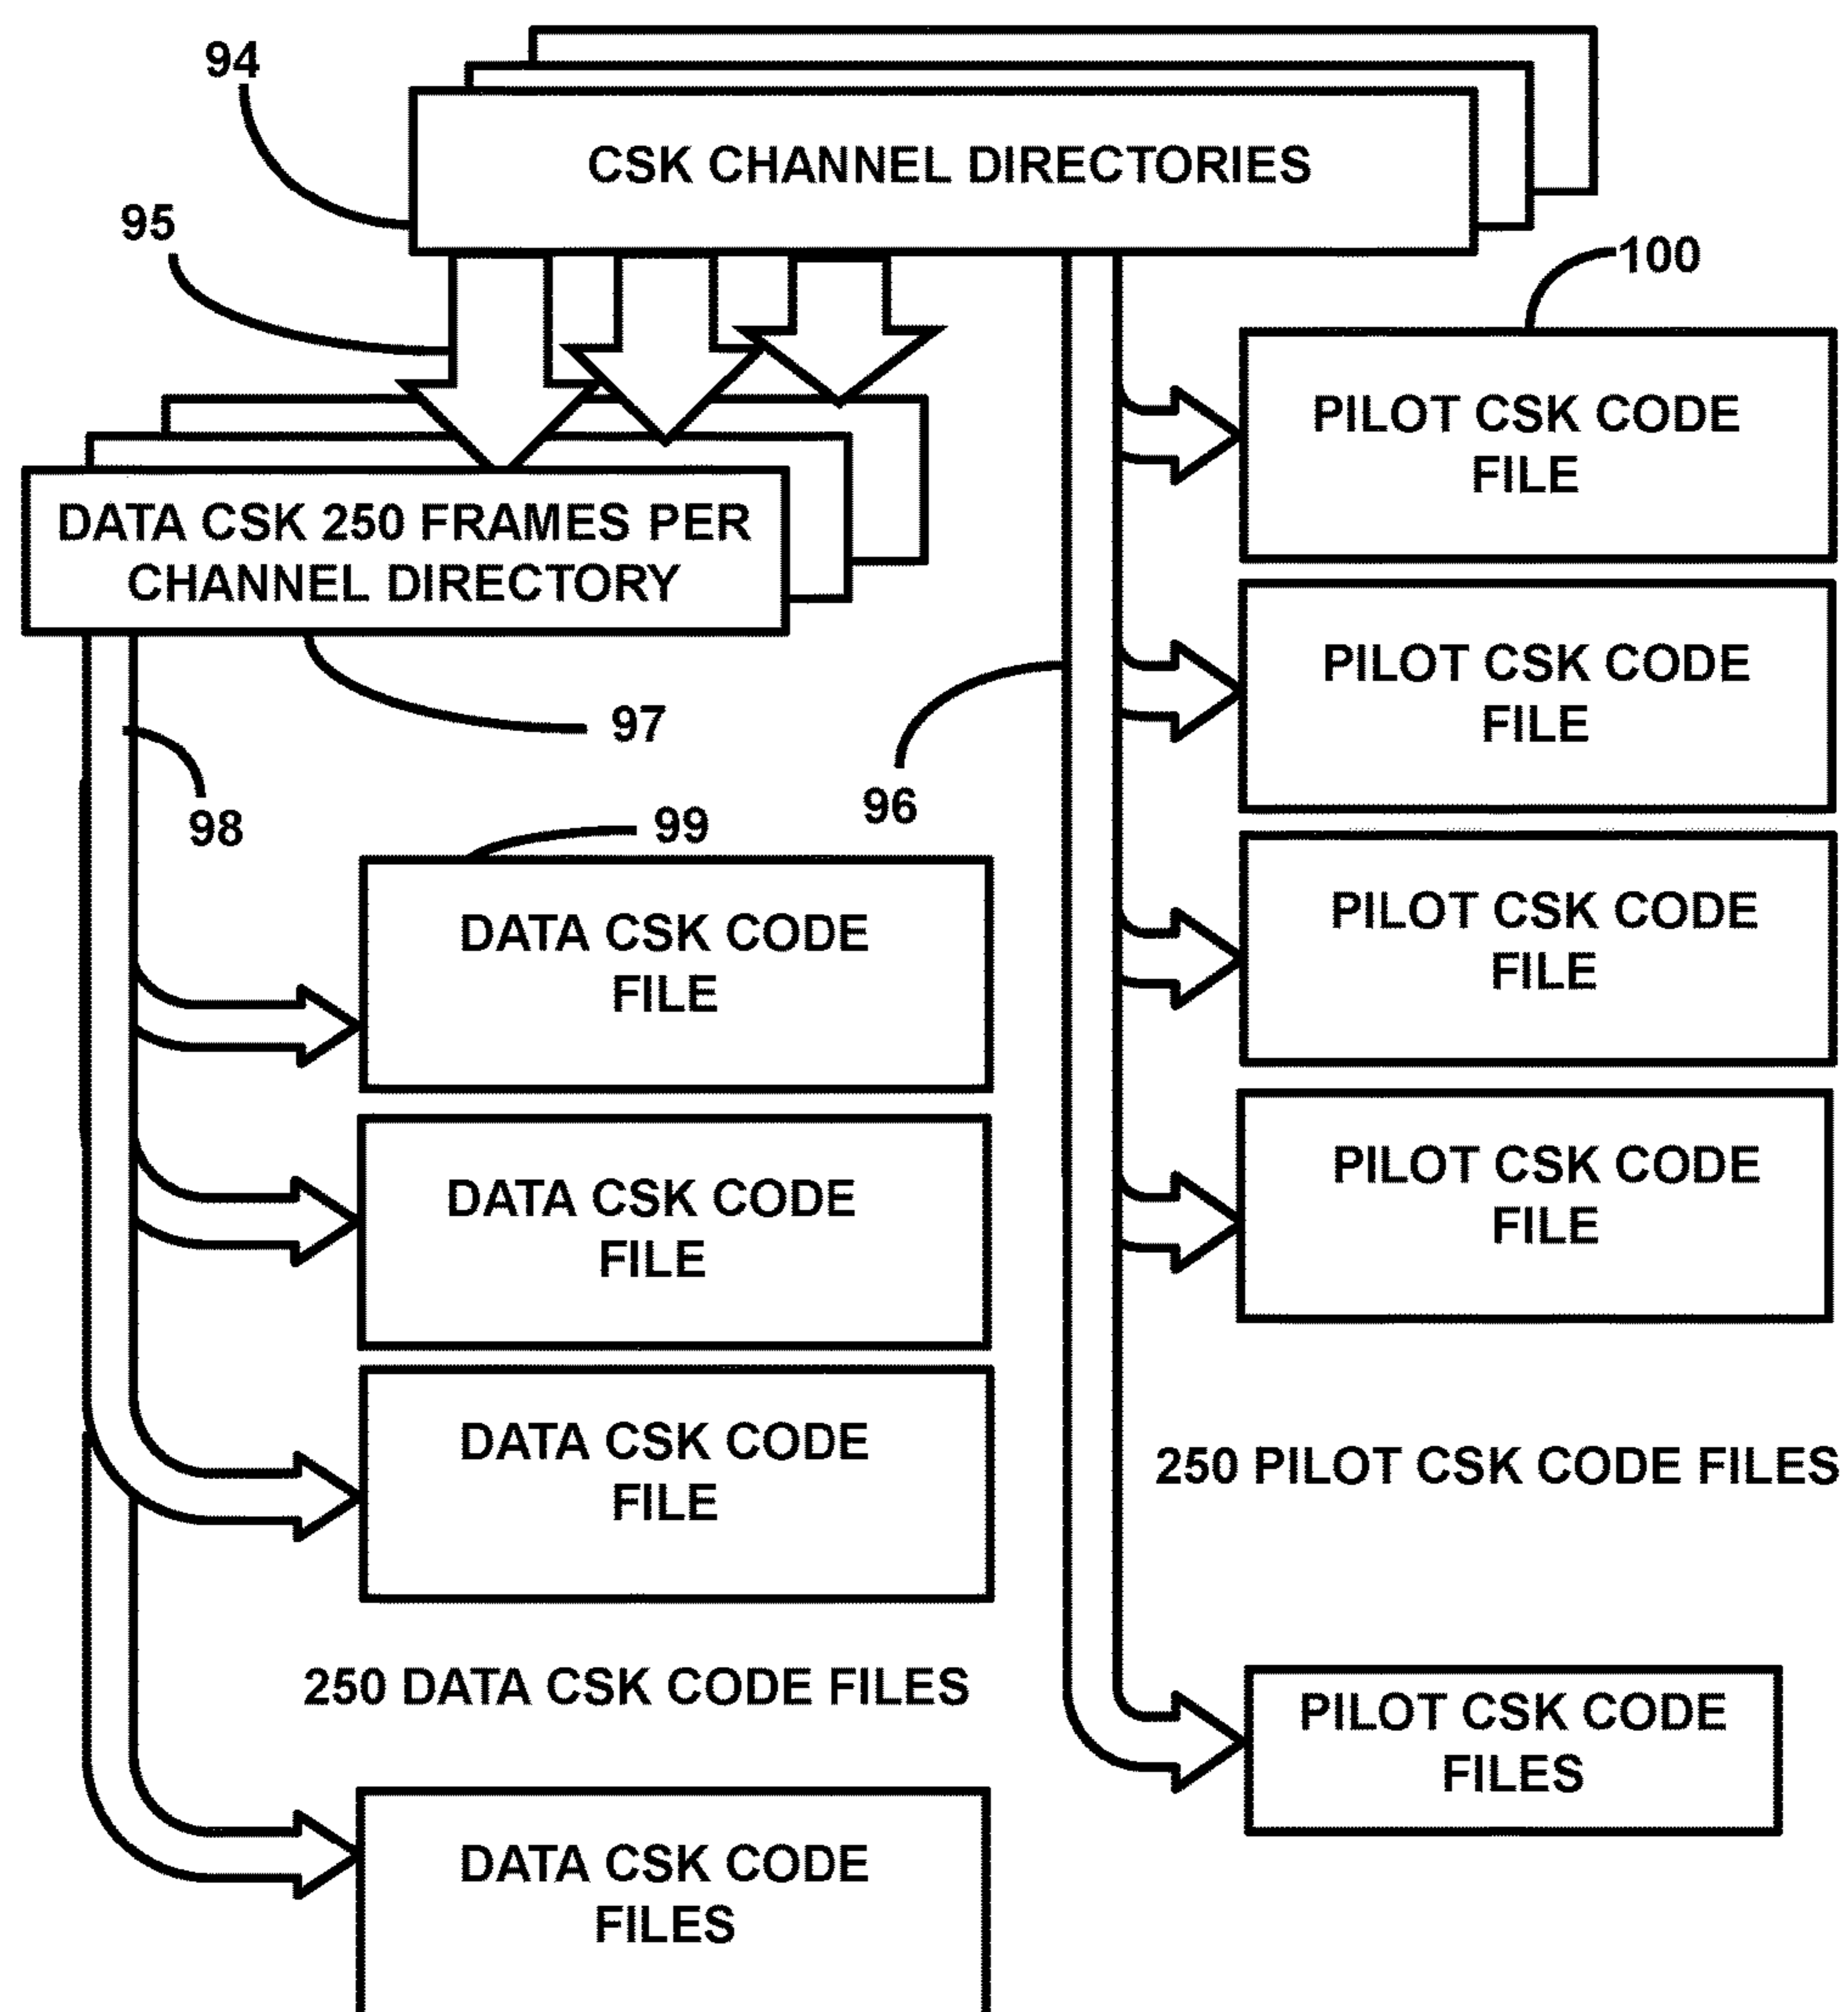 94
CSK CHANNEL DIRECTORIES
95
100
PILOT CSK CODE
FILE
DATA CSK 250 FRAMES PER
CHANNEL DIRECTORY
PILOT CSK CODE
FILE
97
98
99
96
DATA CSK CODE
FILE
PILOT CSK CODE
FILE
DATA CSK CODE
FILE
PILOT CSK CODE
FILE
DATA CSK CODE
FILE
250 PILOT CSK CODE FILES
250 DATA CSK CODE FILES
PILOT CSK CODE
FILES
DATA CSK CODE
FILES